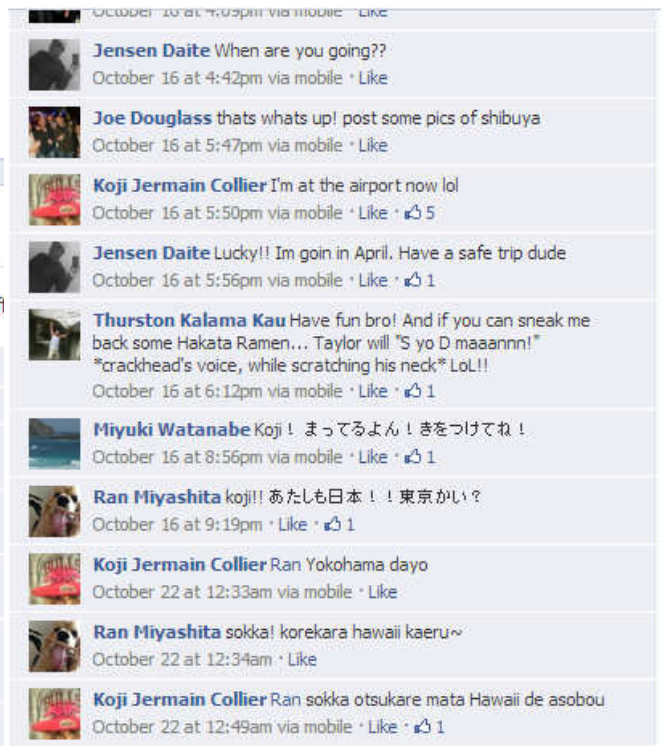 October 16 at 4:09pm via mobile · Like
Jensen Daite When are you going??
October 16 at 4:42pm via mobile · Like
Joe Douglass thats whats up! post some pics of shibuya
October 16 at 5:47pm via mobile · Like
Koji Jermain Collier I'm at the airport now lol
October 16 at 5:50pm via mobile · Like · 5
Jensen Daite Lucky!! Im goin in April. Have a safe trip dude
October 16 at 5:56pm via mobile · Like · 1
Thurston Kalama Kau Have fun bro! And if you can sneak me
back some Hakata Ramen... Taylor will "S yo D maaannn!"
*crackhead's voice, while scratching his neck* LoL!!
October 16 at 6:12pm via mobile · Like · 1
Miyuki Watanabe Koji！ まってるよん！きをつけてね！
October 16 at 8:56pm via mobile · Like · 1
Ran Miyashita koji!! あたしも日本！！東京かい？
October 16 at 9:19pm · Like · 1
Koji Jermain Collier Ran Yokohama dayo
October 22 at 12:33am via mobile · Like
Ran Miyashita sokka! korekara hawaii kaeru~
October 22 at 12:34am · Like
Koji Jermain Collier Ran sokka otsukare mata Hawaii de asobou
October 22 at 12:49am via mobile · Like · 1